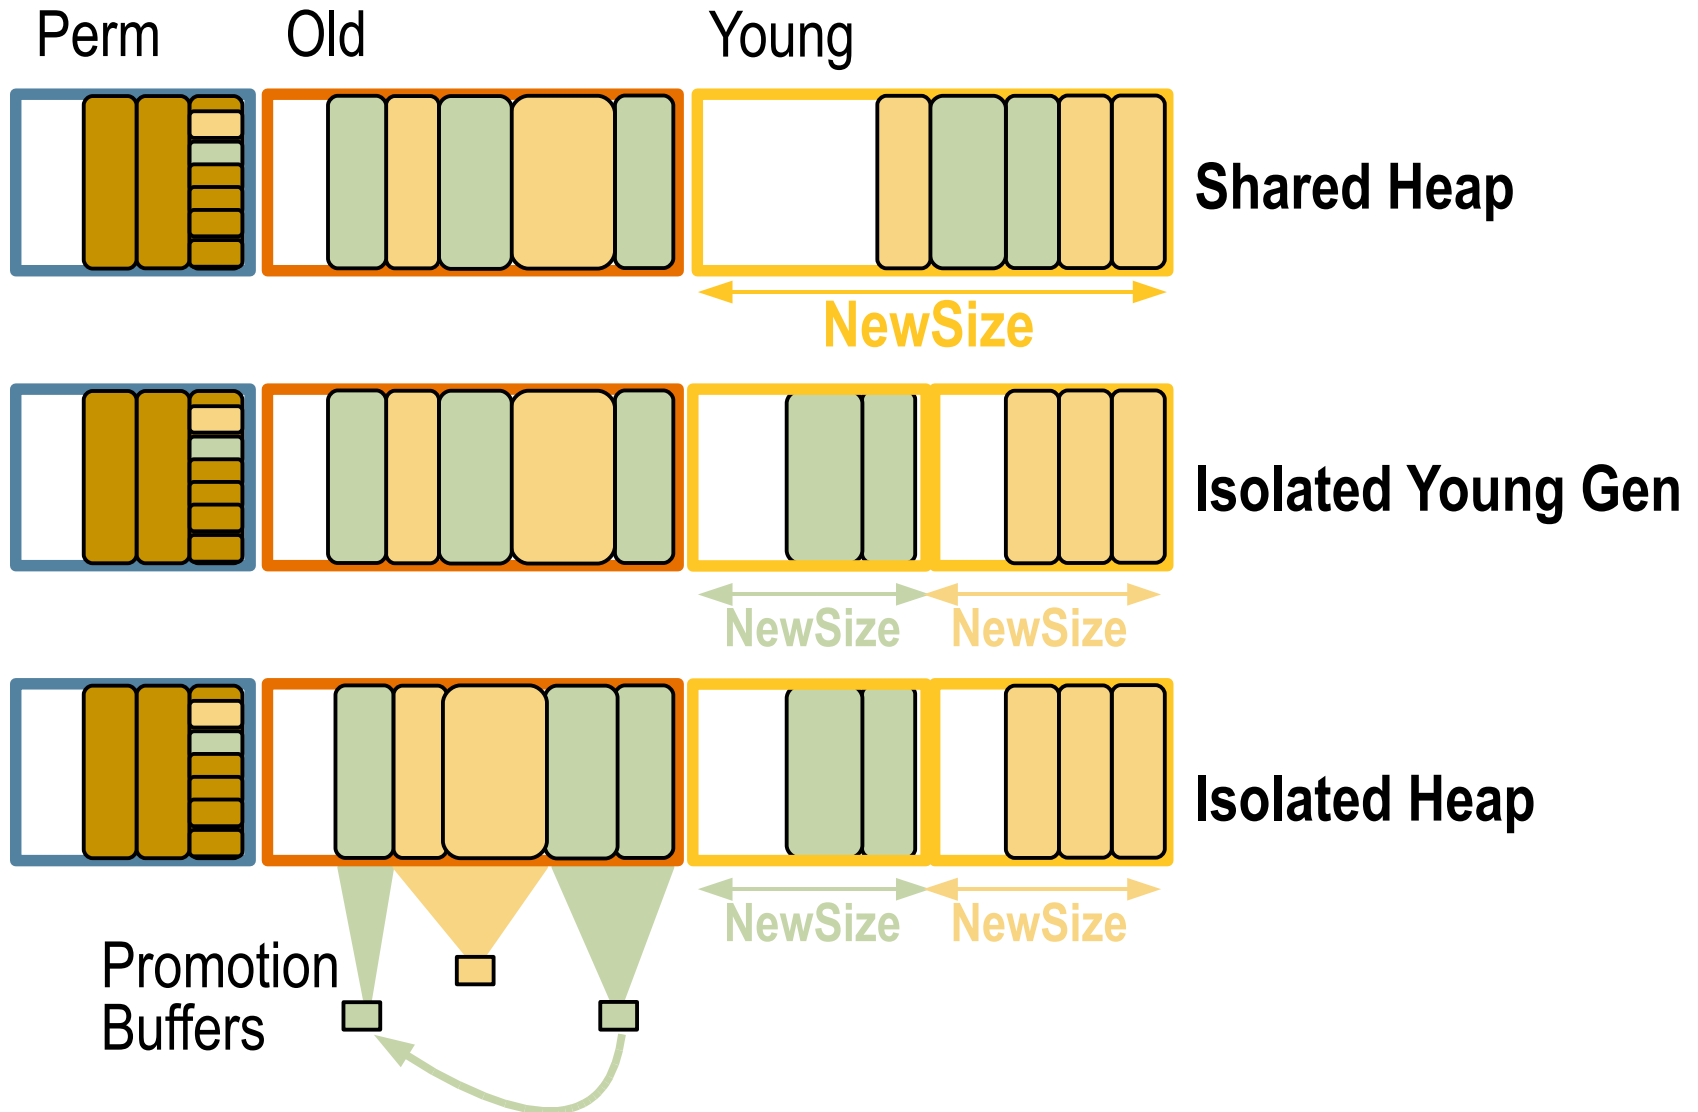 Perm Old Young
Shared Heap
NewSize
Isolated Young Gen
NewSize NewSize
Isolated Heap
NewSize NewSize
Promotion
Buffers